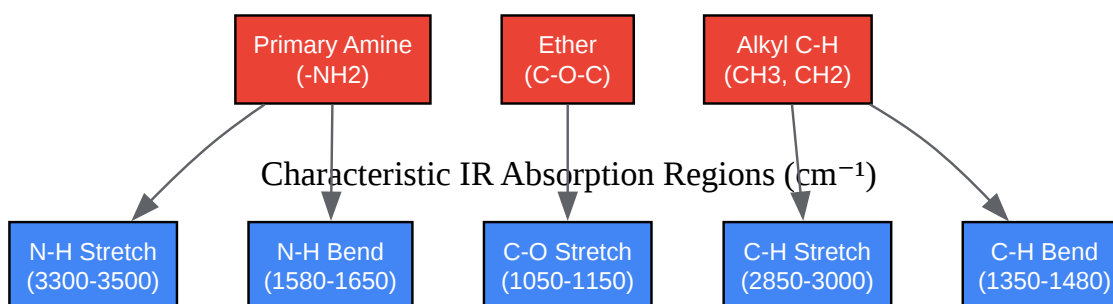 Primary Amine
(-NH2)
Ether
(C-O-C)
Alkyl C-H
(CH3, CH2)
Characteristic IR Absorption Regions (cm⁻¹)
N-H Stretch
(3300-3500)
N-H Bend
(1580-1650)
C-O Stretch
(1050-1150)
C-H Stretch
(2850-3000)
C-H Bend
(1350-1480)